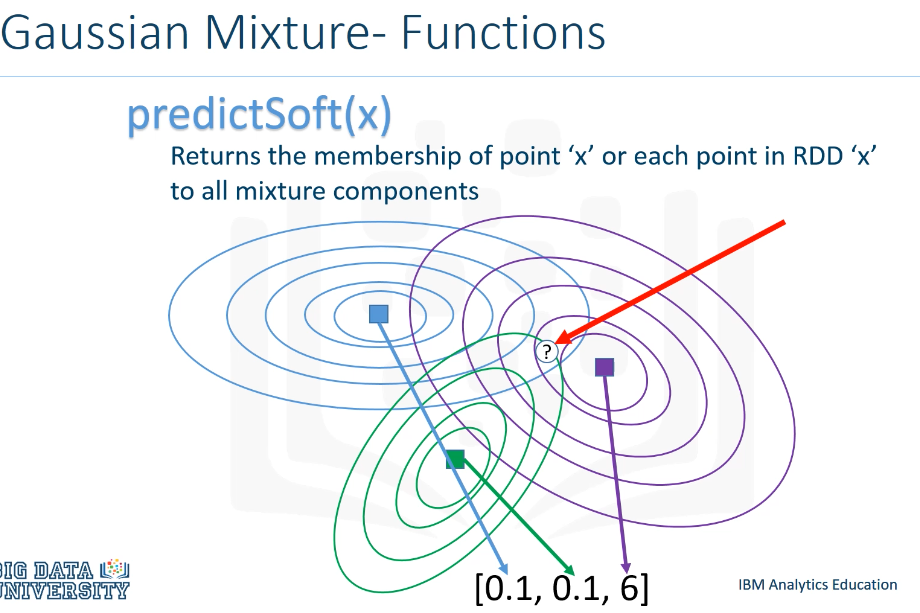 Gaussian Mixture- Functions
predictSoft(x)
Returns the membership of point ‘x’ or each point in RDD ‘x’
to all mixture components
?
[0.1, 0.1, 6]
BIG DATA
UNIVERSITY
IBM Analytics Education